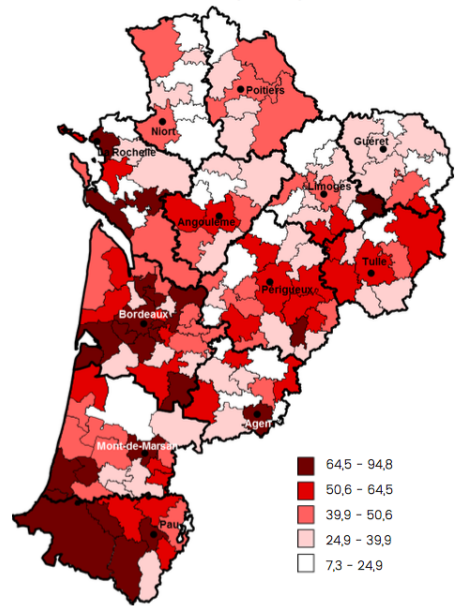 Poitiers
Niort
Guéret
La Rochelle
Limoges
Angoulême
Tulle
Périgueux
Bordeaux
Agen
Mont-de-Marsan
64,5 - 94,8
50,6 - 64,5
39,9 - 50,6
Pau
24,9 - 39,9
7,3 - 24,9